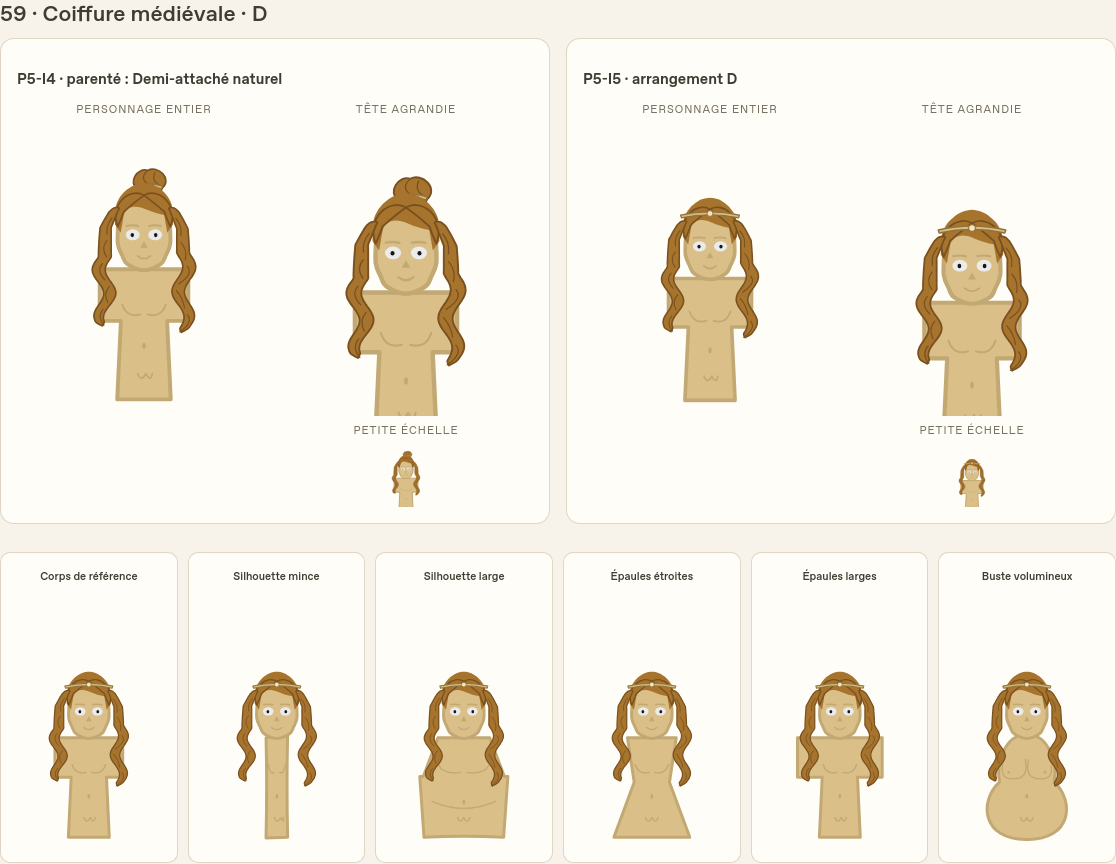 59 · Coiffure médiévale · D
P5-I4 · parenté : Demi-attaché naturel
PERSONNAGE ENTIER
TÊTE AGRANDIE
PETITE ÉCHELLE
P5-I5 · arrangement D
PERSONNAGE ENTIER
TÊTE AGRANDIE
PETITE ÉCHELLE
Corps de référence
Silhouette mince
Silhouette large
Épaules étroites
Épaules larges
Buste volumineux